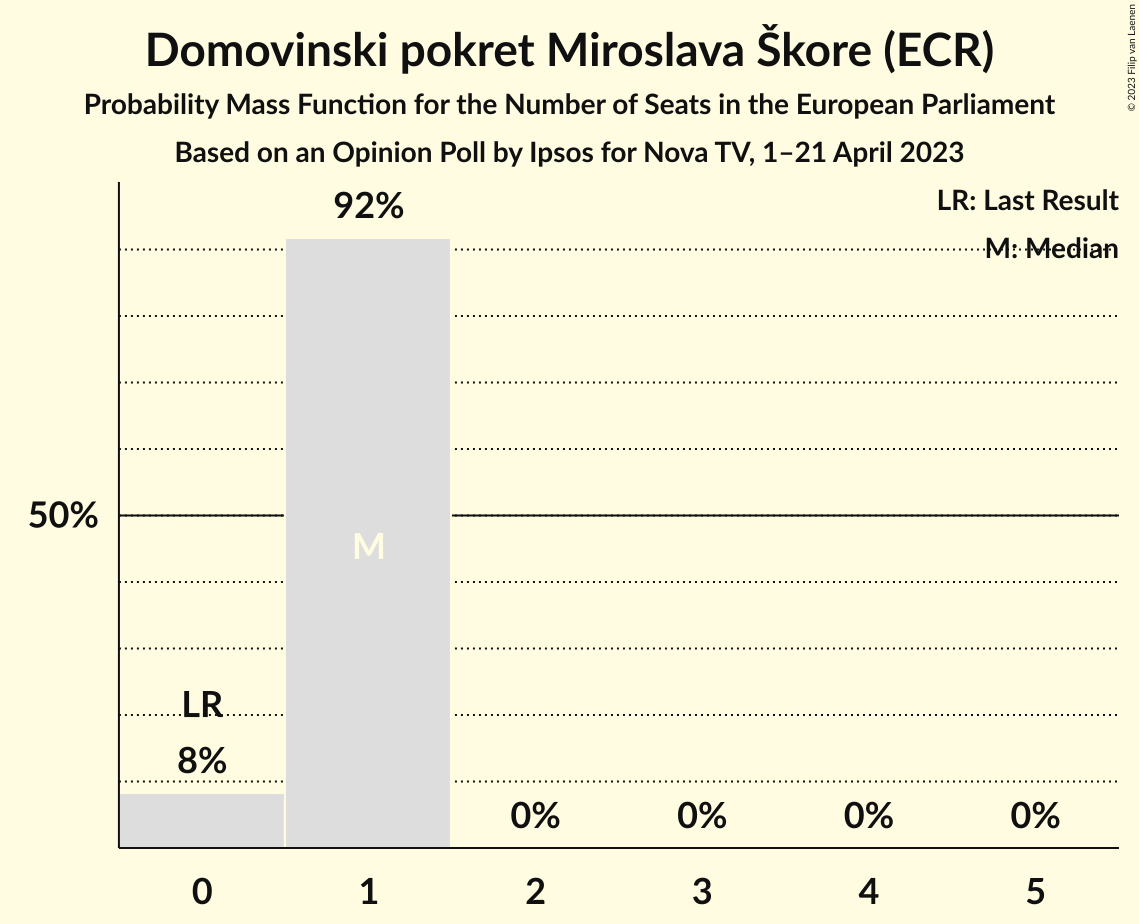 Domovinski pokret Miroslava Škore (ECR)
Probability Mass Function for the Number of Seats in the European Parliament
Based on an Opinion Poll by Ipsos for Nova TV, 1–21 April 2023
© 2023 Filip van Laenen
LR: Last Result
M: Median
92%
50%
M
LR
8%
0% 0% 0% 0%
0 1 2 3 4 5